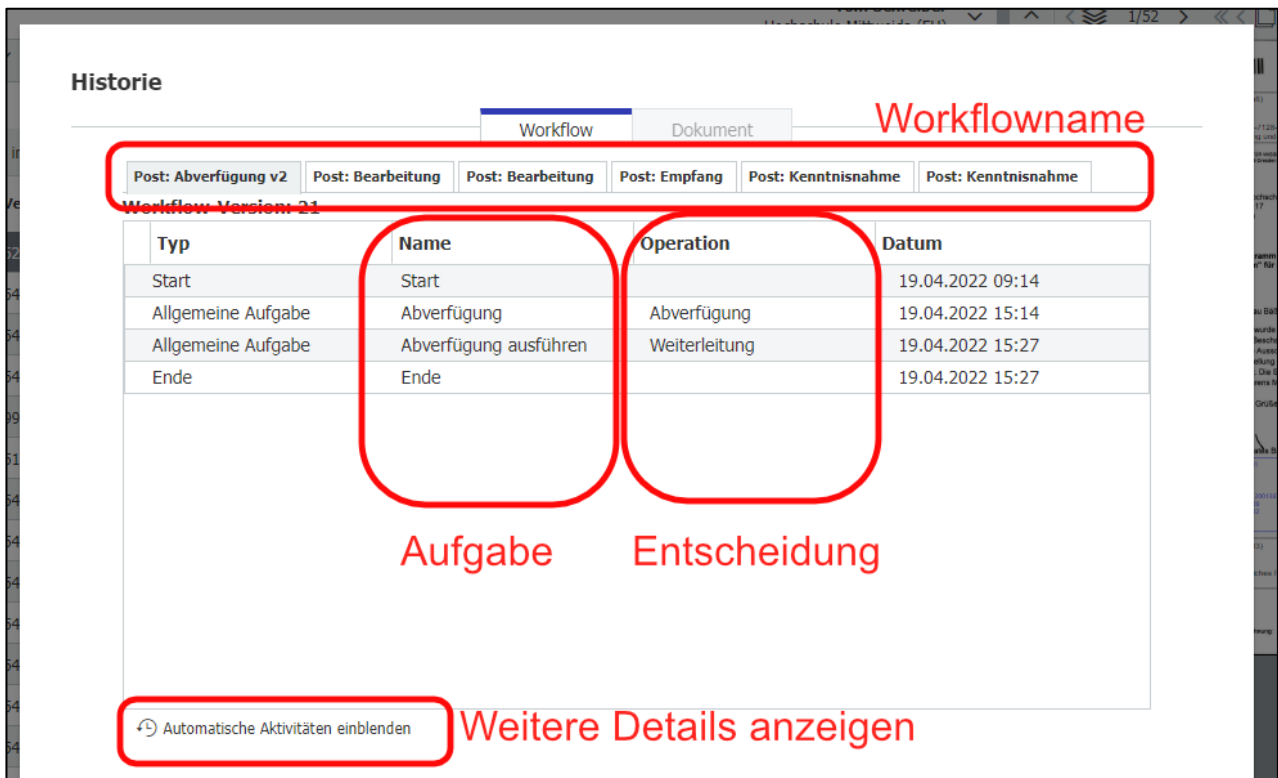 1/52
Historie
Workflow
Dokument
Workflowname
Post: Abverfügung v2
Post: Bearbeitung
Post: Bearbeitung
Post: Empfang
Post: Kenntnisnahme
Post: Kenntnisnahme
Workflow-Version: 21
Typ Name Operation Datum
Start Start 19.04.2022 09:14
Allgemeine Aufgabe Abverfügung Abverfügung 19.04.2022 15:14
Allgemeine Aufgabe Abverfügung ausführen Weiterleitung 19.04.2022 15:27
Ende Ende 19.04.2022 15:27
Aufgabe
Entscheidung
Automatische Aktivitäten einblenden
Weitere Details anzeigen